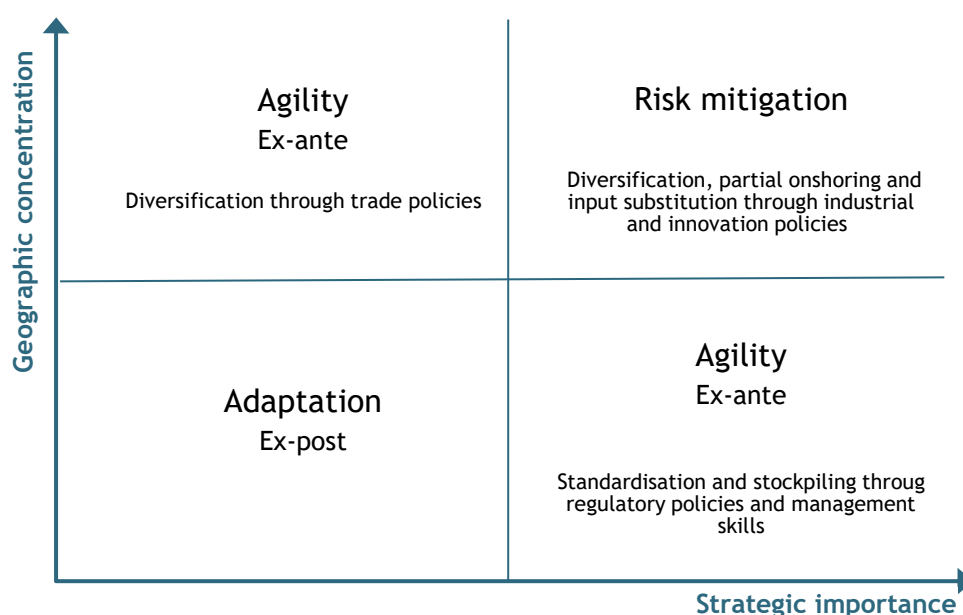 Geographic concentration
Agility
Ex-ante
Diversification through trade policies
Risk mitigation
Diversification, partial onshoring and
input substitution through industrial
and innovation policies
Adaptation
Ex-post
Agility
Ex-ante
Standardisation and stockpiling throug
regulatory policies and management
skills
Strategic importance